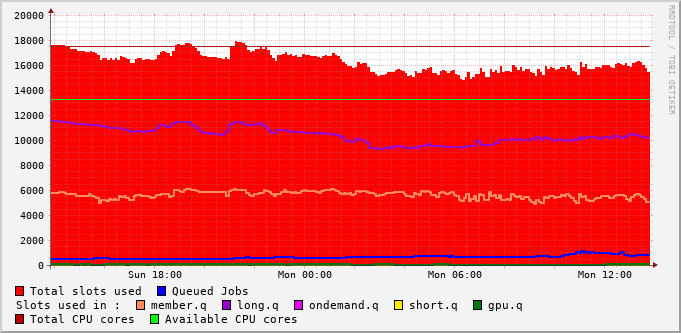 20000
18000
16000
14000
12000
10000
8000
6000
4000
2000
0
Sun 18:00 Mon 00:00 Mon 06:00 Mon 12:00
RRDTOOL / TOBI OETIKER
Total slots used Queued Jobs
Slots used in : member.q long.q ondemand.q short.q gpu.q
Total CPU cores Available CPU cores